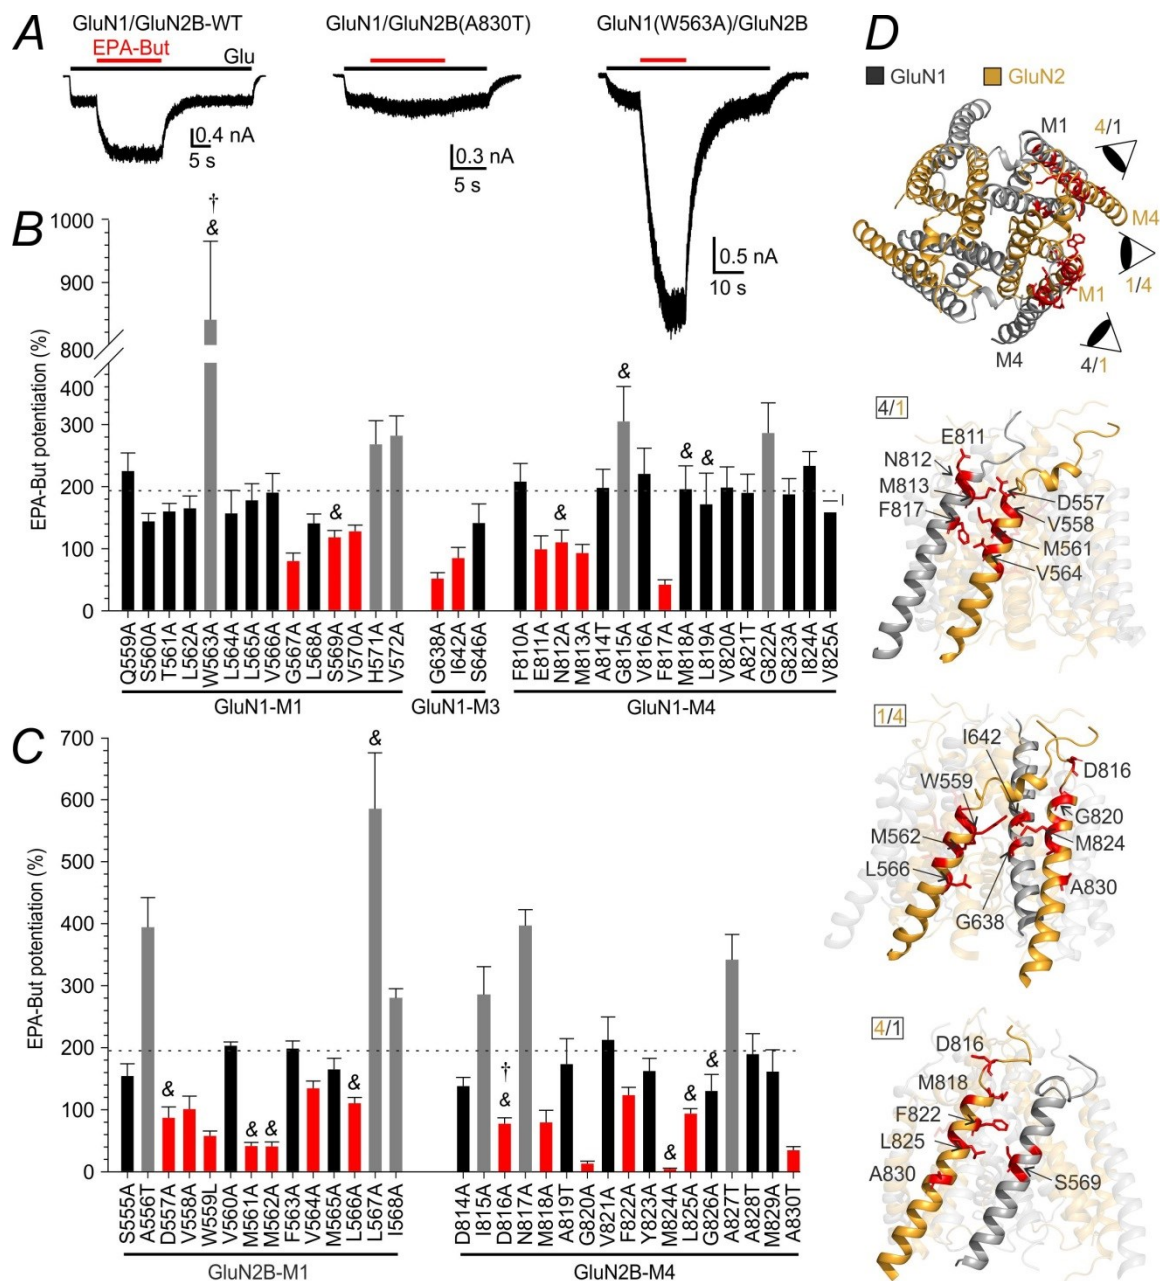 A
GluN1/GluN2B-WT
EPA-But
Glu
0.4 nA
5 s
GluN1/GluN2B(A830T)
0.3 nA
5 s
GluN1(W563A)/GluN2B
0.5 nA
10 s
B
EPA-But potentiation (%)
1000
900
800
400
300
200
100
0
†
&
&
&
&
&
&
Q559A
S560A
T561A
L562A
W563A
L564A
L565A
V566A
G567A
L568A
S569A
V570A
H571A
V572A
G638A
I642A
S646A
F810A
E811A
N812A
M813A
A814T
G815A
V816A
F817A
M818A
L819A
V820A
A821T
G822A
G823A
I824A
V825A
GluN1-M1
GluN1-M3
GluN1-M4
C
EPA-But potentiation (%)
700
600
500
400
300
200
100
0
&
&
&
&
&
†
&
&
&
&
S555A
A556T
D557A
V558A
W559L
V560A
M561A
M562A
F563A
V564A
M565A
L566A
L567A
I568A
D814A
I815A
D816A
N817A
M818A
A819T
G820A
V821A
F822A
Y823A
M824A
L825A
G826A
A827T
A828T
M829A
A830T
GluN2B-M1
GluN2B-M4
D
GluN1
GluN2
M1
4/1
M4
1/4
M1
M4
4/1
4/1
E811
N812
M813
F817
D557
V558
M561
V564
1/4
I642
W559
D816
G820
M562
M824
L566
A830
G638
4/1
D816
M818
F822
L825
A830
S569